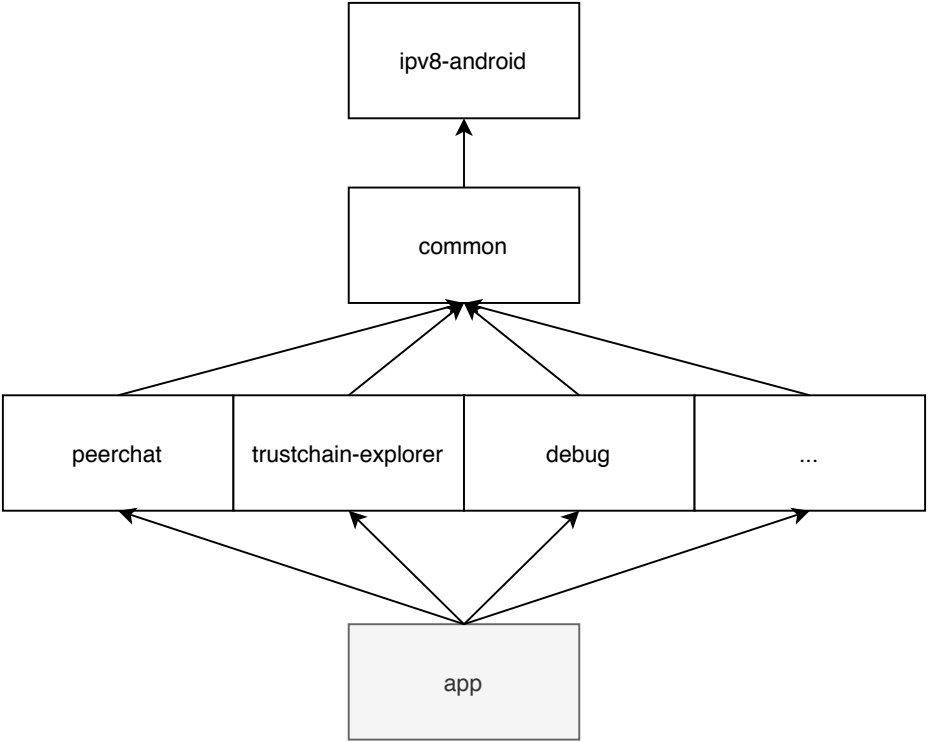 ipv8-android
common
peerchat
trustchain-explorer
debug
...
app